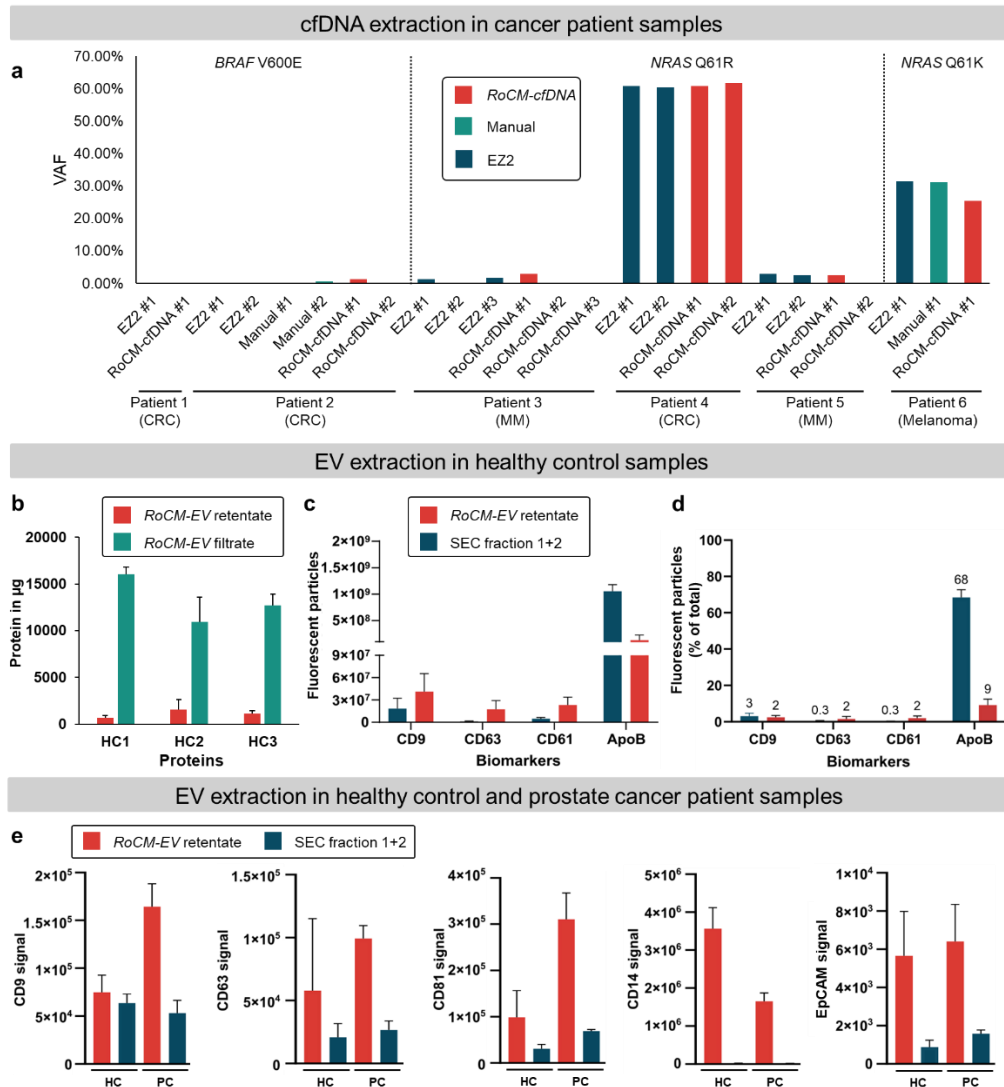 cfDNA extraction in cancer patient samples
a
BRAF V600E
NRAS Q61R
NRAS Q61K
RoCM-cfDNA
Manual
EZ2
VAF
70.00%
60.00%
50.00%
40.00%
30.00%
20.00%
10.00%
0.00%
EZ2 #1
RoCM-cfDNA #1
EZ2 #1
EZ2 #2
Manual #1
Manual #2
RoCM-cfDNA #1
RoCM-cfDNA #2
EZ2 #1
EZ2 #2
EZ2 #3
RoCM-cfDNA #1
RoCM-cfDNA #2
RoCM-cfDNA #3
EZ2 #1
EZ2 #2
RoCM-cfDNA #1
RoCM-cfDNA #2
EZ2 #1
EZ2 #2
RoCM-cfDNA #1
RoCM-cfDNA #2
EZ2 #1
Manual #1
RoCM-cfDNA #1
Patient 1
(CRC)
Patient 2
(CRC)
Patient 3
(MM)
Patient 4
(CRC)
Patient 5
(MM)
Patient 6
(Melanoma)
EV extraction in healthy control samples
b
RoCM-EV retentate
RoCM-EV filtrate
Protein in µg
20000
15000
10000
5000
0
HC1 HC2 HC3
Proteins
c
RoCM-EV retentate
SEC fraction 1+2
Fluorescent particles
2×10⁹
1×10⁹
1×10⁹
5×10⁸
9×10⁷
6×10⁷
3×10⁷
0
CD9 CD63 CD61 ApoB
Biomarkers
d
Fluorescent particles
(% of total)
100
80
60
40
20
0
3 2 0.3 2 0.3 2 68 9
CD9 CD63 CD61 ApoB
Biomarkers
EV extraction in healthy control and prostate cancer patient samples
e
RoCM-EV retentate SEC fraction 1+2
CD9 signal
2×10⁵
2×10⁵
1×10⁵
5×10⁴
0
HC PC
CD63 signal
1×10⁵
1×10⁵
5×10⁴
0
HC PC
CD81 signal
4×10⁵
3×10⁵
2×10⁵
1×10⁵
0
HC PC
CD14 signal
5×10⁶
4×10⁶
3×10⁶
2×10⁶
1×10⁶
0
HC PC
EpCAM signal
1×10⁴
8×10³
6×10³
4×10³
2×10³
0
HC PC